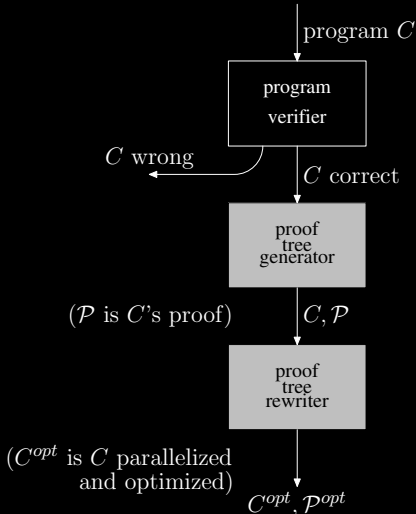 program C
program
verifier
C wrong
C correct
proof
tree
generator
(𝒫 is C's proof)
C, 𝒫
proof
tree
rewriter
(C^{opt} is C parallelized
and optimized)
C^{opt}, 𝒫^{opt}